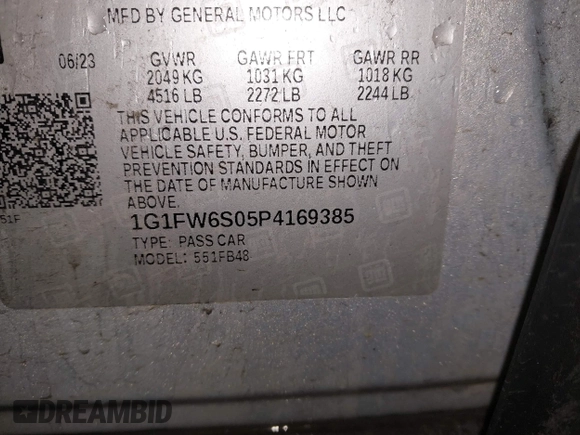 MFD BY GENERAL MOTORS LLC
06/23 GVWR GAWR FRT GAWR RR
2049 KG 1031 KG 1018 KG
4516 LB 2272 LB 2244 LB
THIS VEHICLE CONFORMS TO ALL
APPLICABLE U.S. FEDERAL MOTOR
VEHICLE SAFETY, BUMPER, AND THEFT
PREVENTION STANDARDS IN EFFECT ON
THE DATE OF MANUFACTURE SHOWN
ABOVE.
1G1FW6S05P4169385
TYPE: PASS CAR
MODEL: 551FB48
DREAMBID